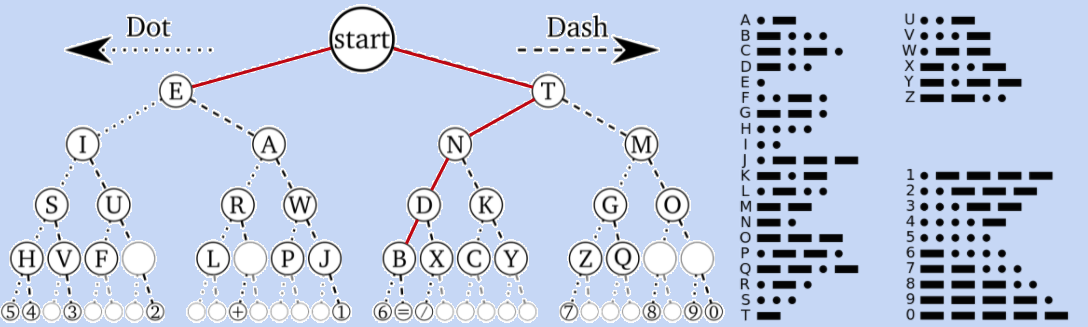 Dot
start
Dash
E T
I A N M
S U R W D K G O
H V F L P J B X C Y Z Q
5 4 3 2 + 1 6 = / 7 8 9 0
A
B
C
D
E
F
G
H
I
J
K
L
M
N
O
P
Q
R
S
T
U
V
W
X
Y
Z
1
2
3
4
5
6
7
8
9
0